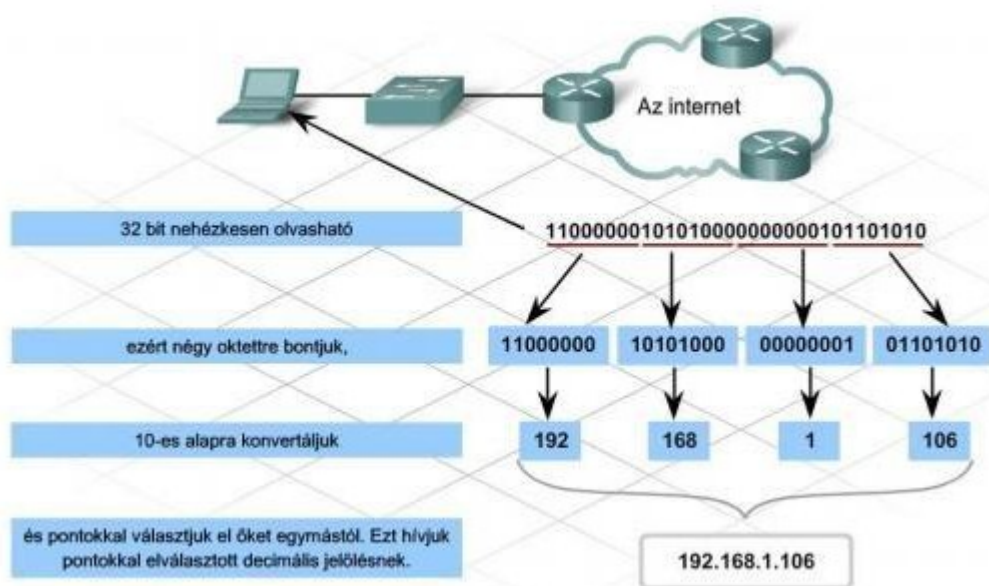 Az internet
32 bit nehézkesen olvasható
11000000101010000000000101101010
ezért négy oktettre bontjuk,
11000000 10101000 00000001 01101010
10-es alapra konvertáljuk
192 168 1 106
és pontokkal választjuk el őket egymástól. Ezt hívjuk
pontokkal elválasztott decimális jelölésnek.
192.168.1.106